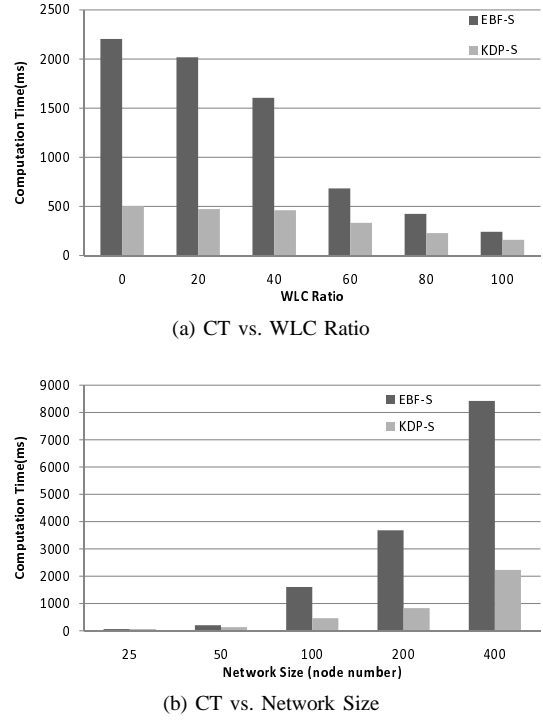 2500
2000
1500
1000
500
0
Computation Time(ms)
EBF-S
KDP-S
0 20 40 60 80 100
WLC Ratio
(a) CT vs. WLC Ratio
9000
8000
7000
6000
5000
4000
3000
2000
1000
0
Computation Time(ms)
EBF-S
KDP-S
25 50 100 200 400
Network Size (node number)
(b) CT vs. Network Size